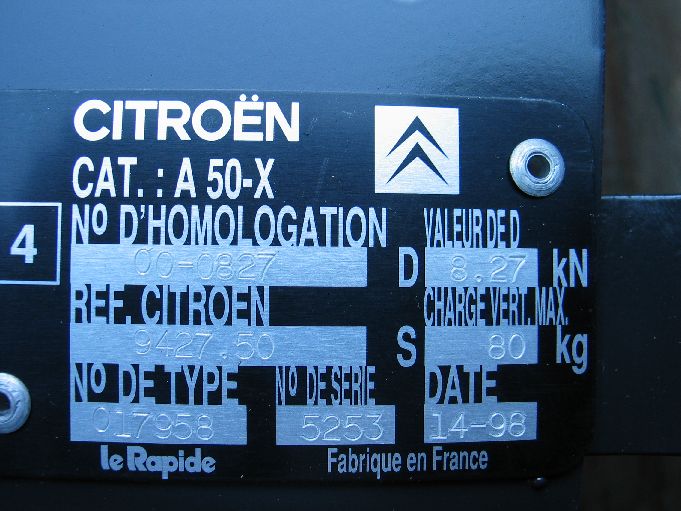 CITROËN
CAT. : A 50-X
4
Nº D'HOMOLOGATION
VALEUR DE D
00-0827
D 8.27 kN
REF. CITROEN
CHARGE VERT. MAX.
9427.50
S 80 kg
Nº DE TYPE Nº DE SERIE DATE
017958 5253 14-98
le Rapide Fabrique en France